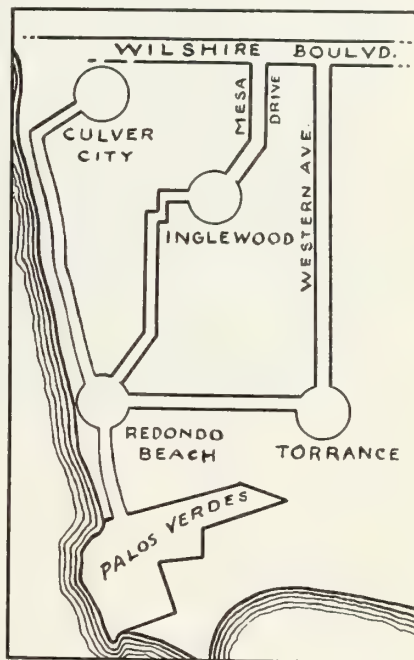 WILSHIRE BOULVD.
MESA
DRIVE
WESTERN AVE.
CULVER
CITY
INGLEWOOD
REDONDO
BEACH
TORRANCE
PALOS VERDES